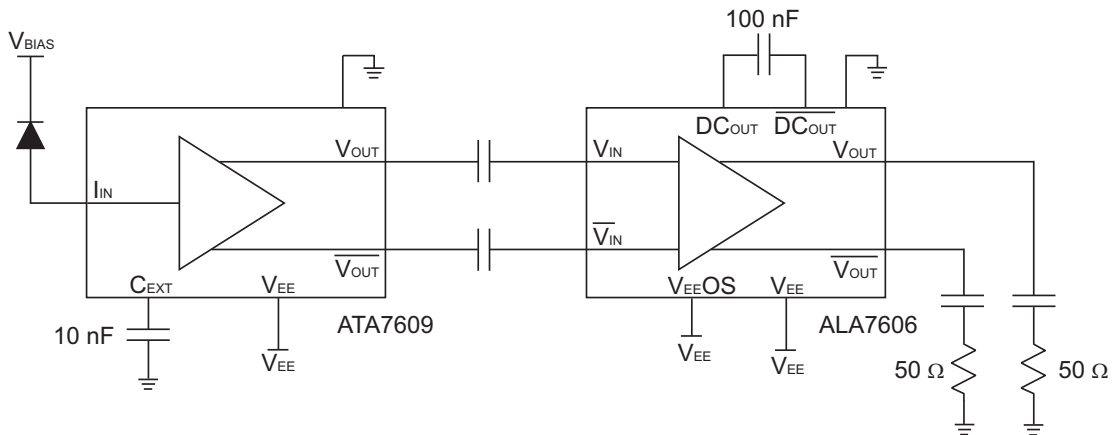 100 nF
VBIAS
DCOUT
DCOUT
VOUT
VIN
VOUT
IIN
VIN
VOUT
VOUT
CEXT
VEE
VEEOS
VEE
10 nF
ATA7609
ALA7606
VEE
VEE
VEE
50 Ω
50 Ω